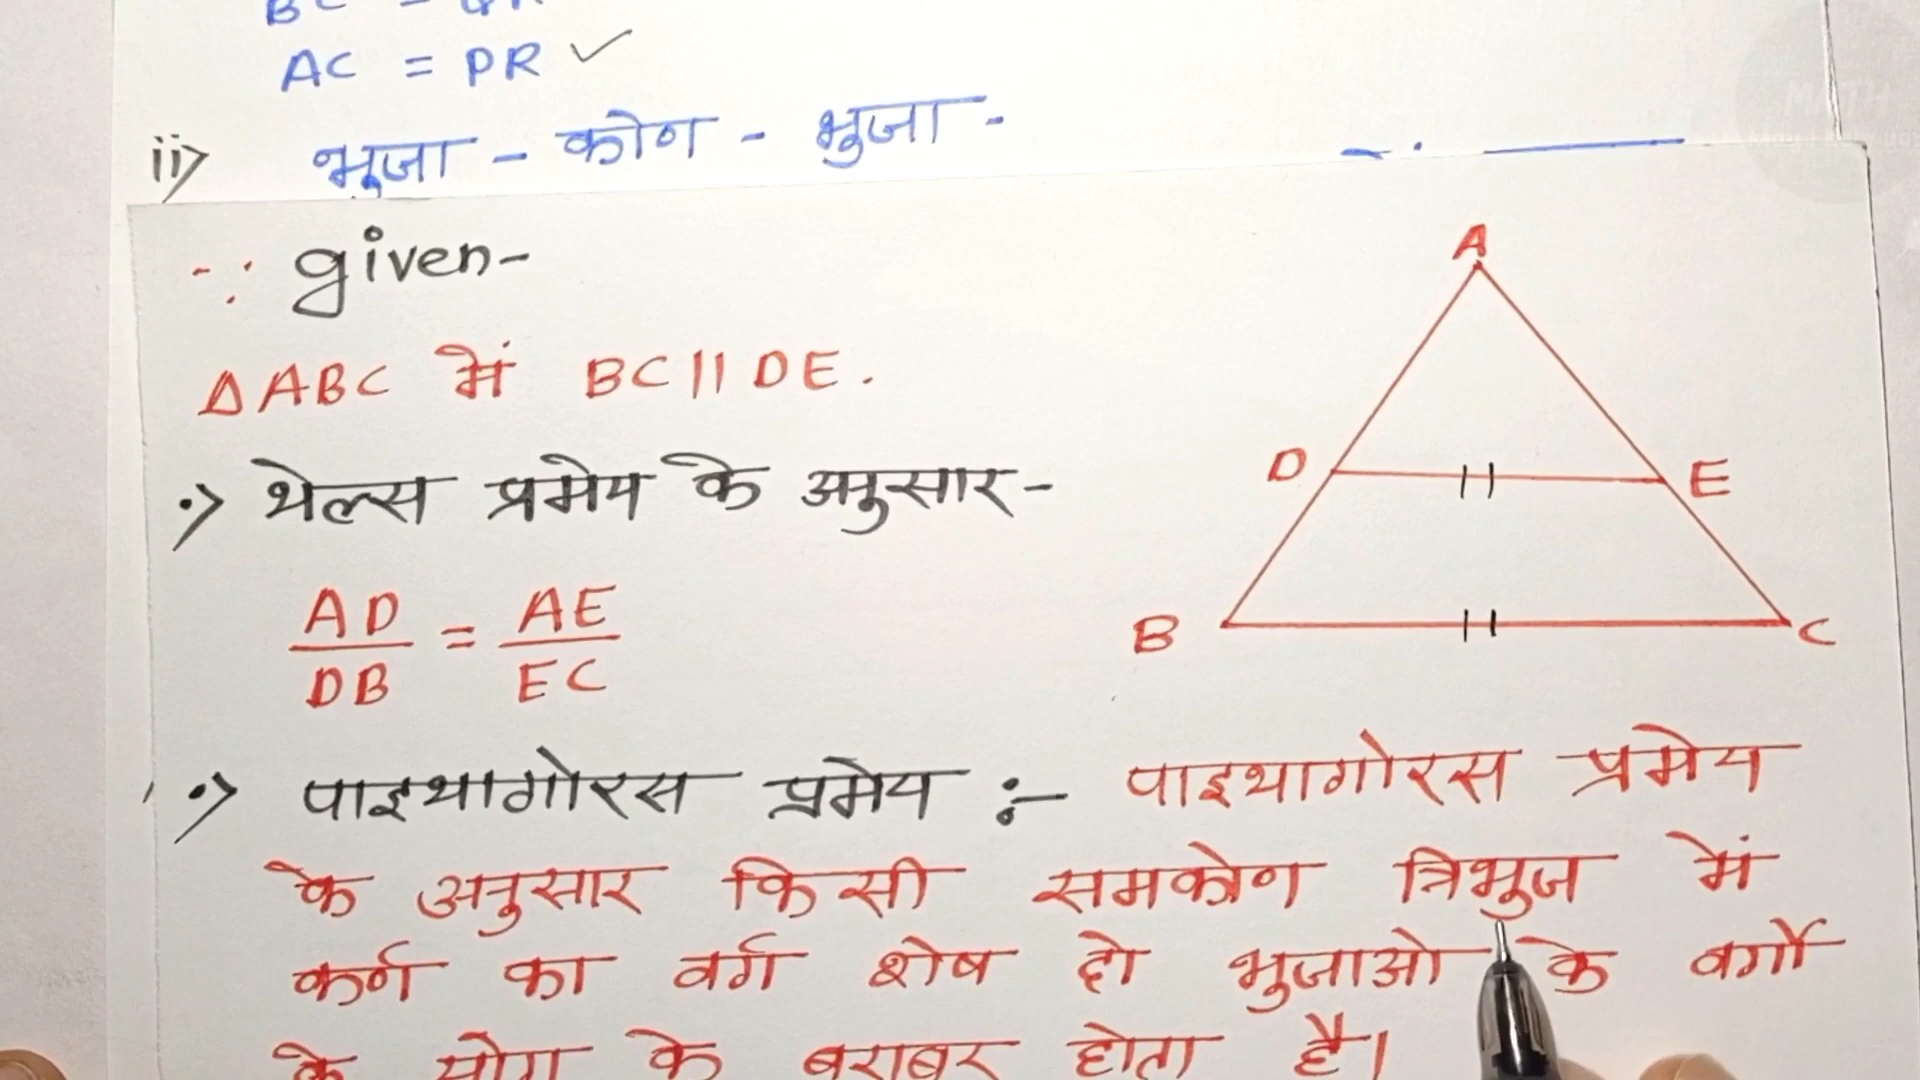 AC = PR ✓
ii> भुजा - कोण - भुजा -
∵ given-
∆ABC में BC || DE.
•> थेल्स प्रमेय के अनुसार-
AD/DB = AE/EC
A
D E
B C
•> पाइथागोरस प्रमेय :- पाइथागोरस प्रमेय
के अनुसार किसी समकोण त्रिभुज में
कर्ण का वर्ग शेष दो भुजाओ के वर्गों
के योग के बराबर होता है।